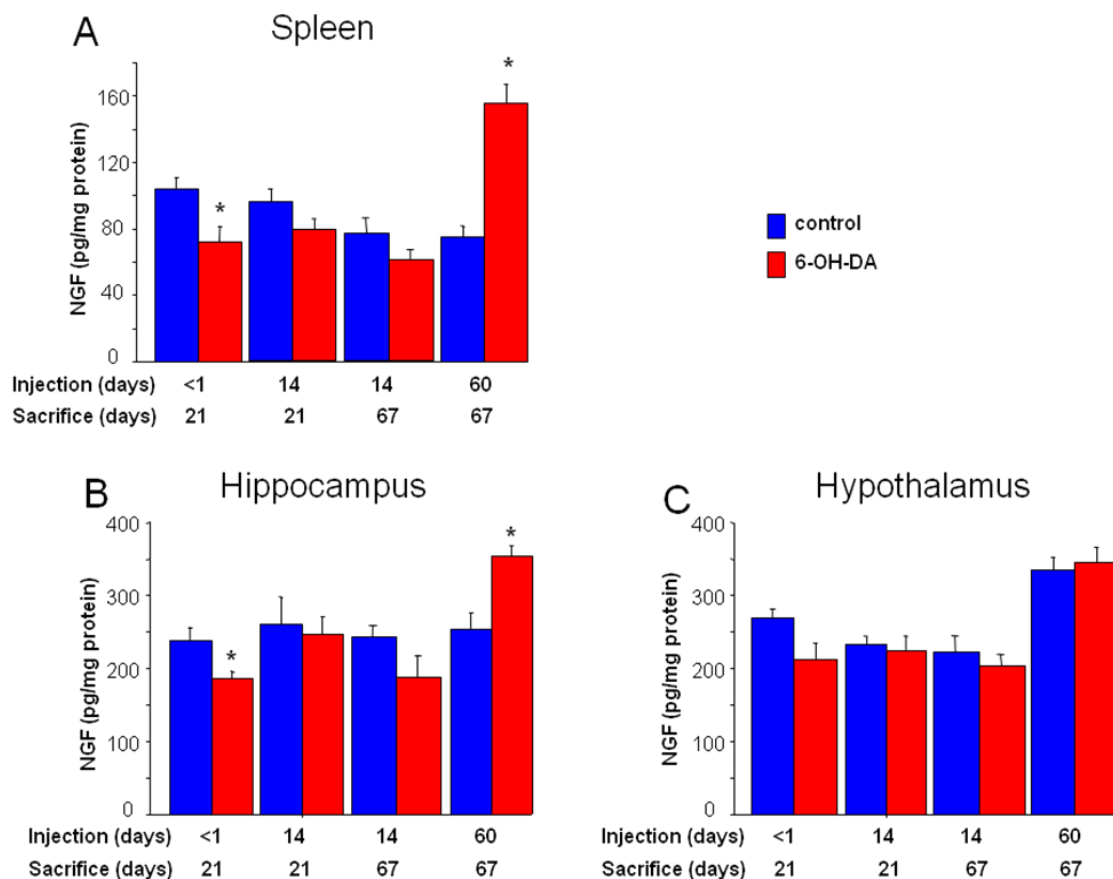 A
Spleen
NGF (pg/mg protein)
160
120
80
40
0
*
*
Injection (days) <1 14 14 60
Sacrifice (days) 21 21 67 67
control
6-OH-DA
B
Hippocampus
NGF (pg/mg protein)
400
300
200
100
0
*
*
Injection (days) <1 14 14 60
Sacrifice (days) 21 21 67 67
C
Hypothalamus
NGF (pg/mg protein)
400
300
200
100
0
Injection (days) <1 14 14 60
Sacrifice (days) 21 21 67 67